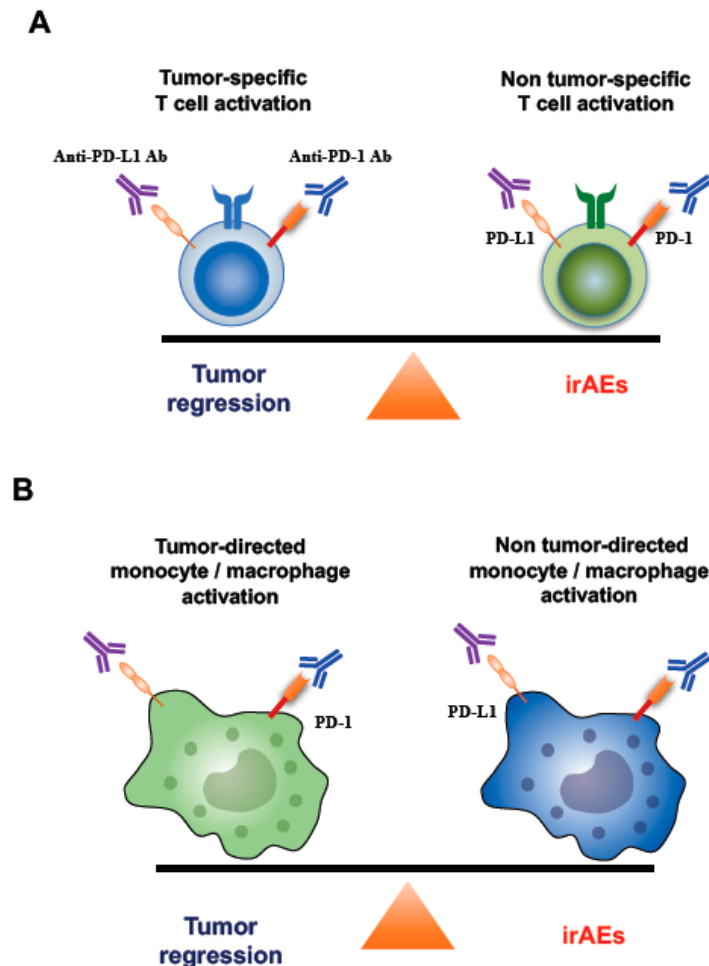 A
Tumor-specific
T cell activation
Non tumor-specific
T cell activation
Anti-PD-L1 Ab
Anti-PD-1 Ab
PD-L1
PD-1
Tumor
regression
irAEs
B
Tumor-directed
monocyte / macrophage
activation
Non tumor-directed
monocyte / macrophage
activation
PD-1
PD-L1
Tumor
regression
irAEs